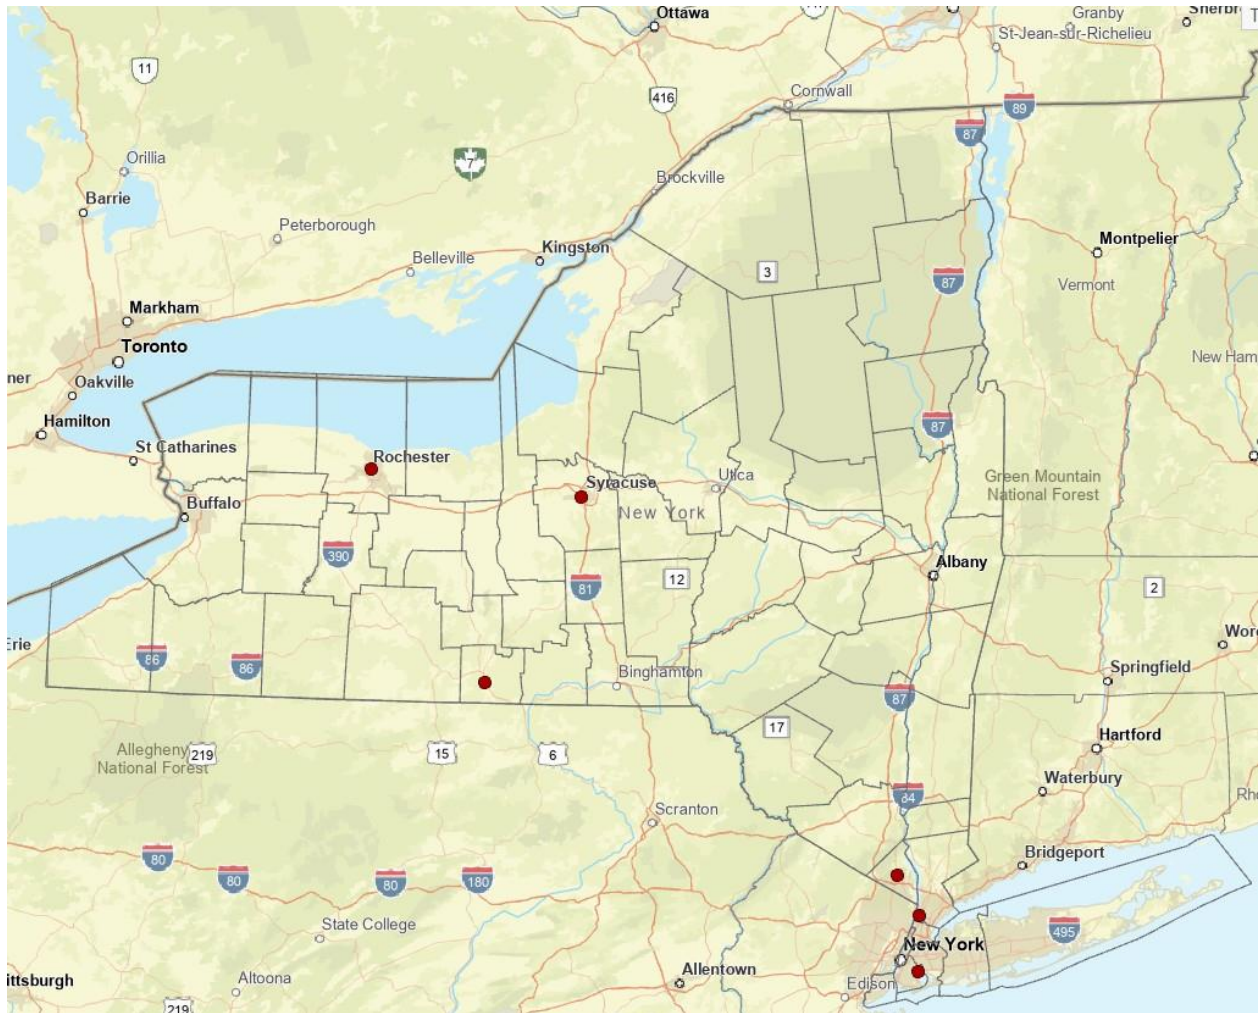 Ottawa
Sherbr
T
Granby
St-Jean-sur-Richelieu
11
416
Cornwall
89
87
7
Orillia
Barrie
Brockville
Peterborough
Belleville
Kingston
Montpelier
3
87
Vermont
Markham
Toronto
New Ham
ner
Oakville
Hamilton
St Catharines
87
Rochester
Syracuse
Utica
Green Mountain
National Forest
Buffalo
New York
390
Albany
12
81
2
Erie
86
86
Wor
Springfield
Binghamton
87
17
Hartford
Allegheny
National Forest
219
15
6
Waterbury
Rho
84
Scranton
80
80
80
180
Bridgeport
State College
495
New York
Allentown
Edison
ittsburgh
Altoona
219